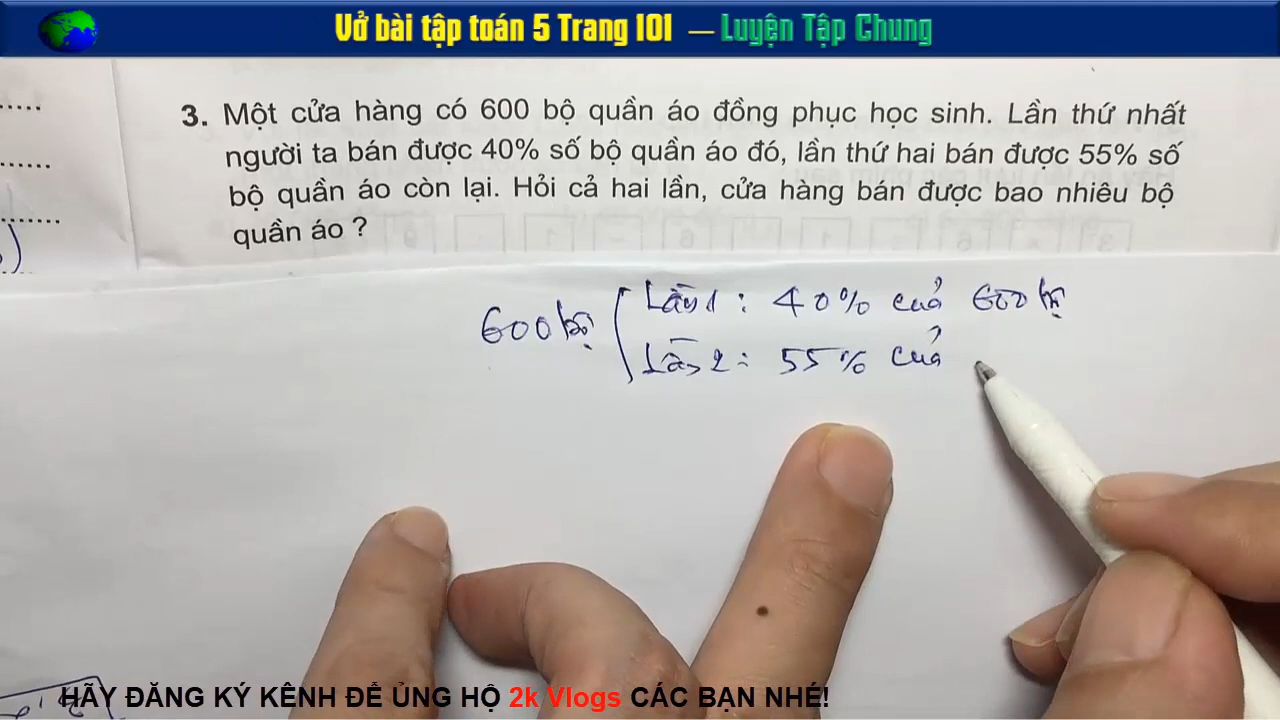 Vở bài tập toán 5 Trang 101 — Luyện Tập Chung
3. Một cửa hàng có 600 bộ quần áo đồng phục học sinh. Lần thứ nhất
người ta bán được 40% số bộ quần áo đó, lần thứ hai bán được 55% số
bộ quần áo còn lại. Hỏi cả hai lần, cửa hàng bán được bao nhiêu bộ
quần áo ?
600 bộ
Lần 1 : 40% của 600 bộ
Lần 2 : 55% của
HÃY ĐĂNG KÝ KÊNH ĐỂ ỦNG HỘ 2k Vlogs CÁC BẠN NHÉ!